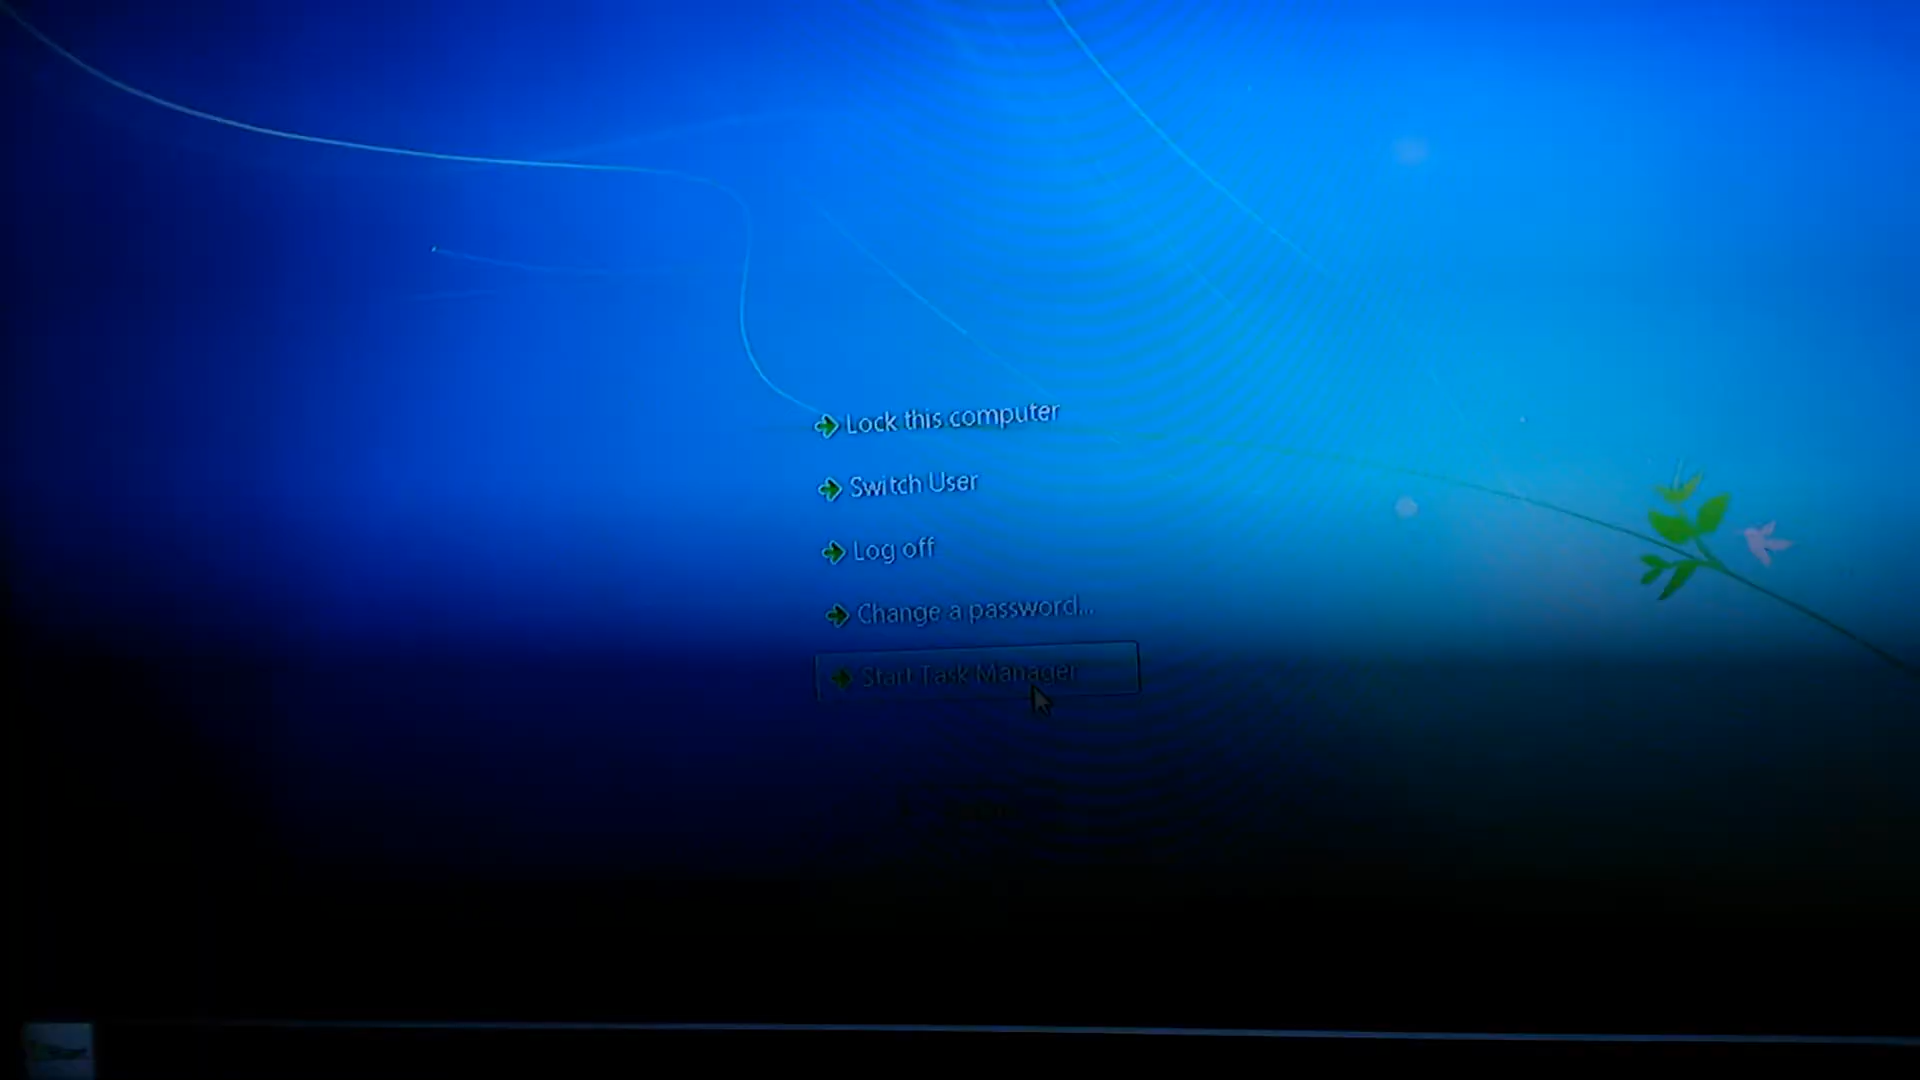 Lock this computer
Switch User
Log off
Change a password...
Start Task Manager